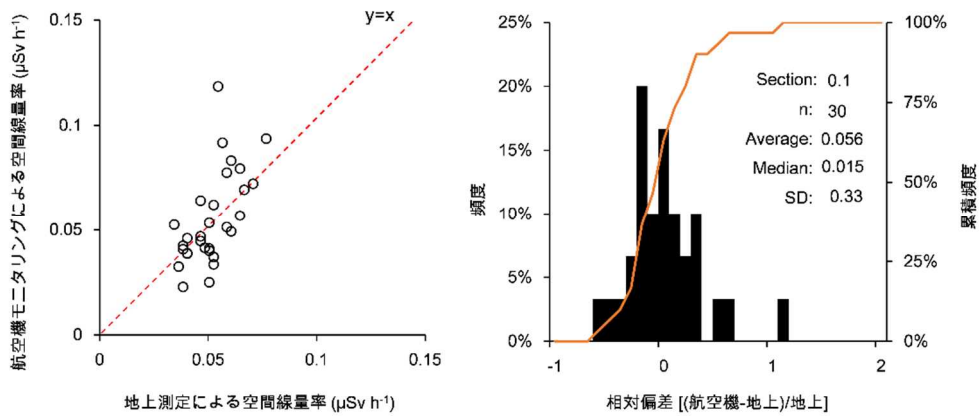 y=x
0.15
0.1
0.05
0
0
0.05
0.1
0.15
航空機モニタリングによる空間線量率 (μSv h⁻¹)
地上測定による空間線量率 (μSv h⁻¹)
25%
20%
15%
10%
5%
0%
頻度
100%
75%
50%
25%
0%
累積頻度
Section: 0.1
n: 30
Average: 0.056
Median: 0.015
SD: 0.33
-1
0
1
2
相対偏差 [(航空機-地上)/地上]